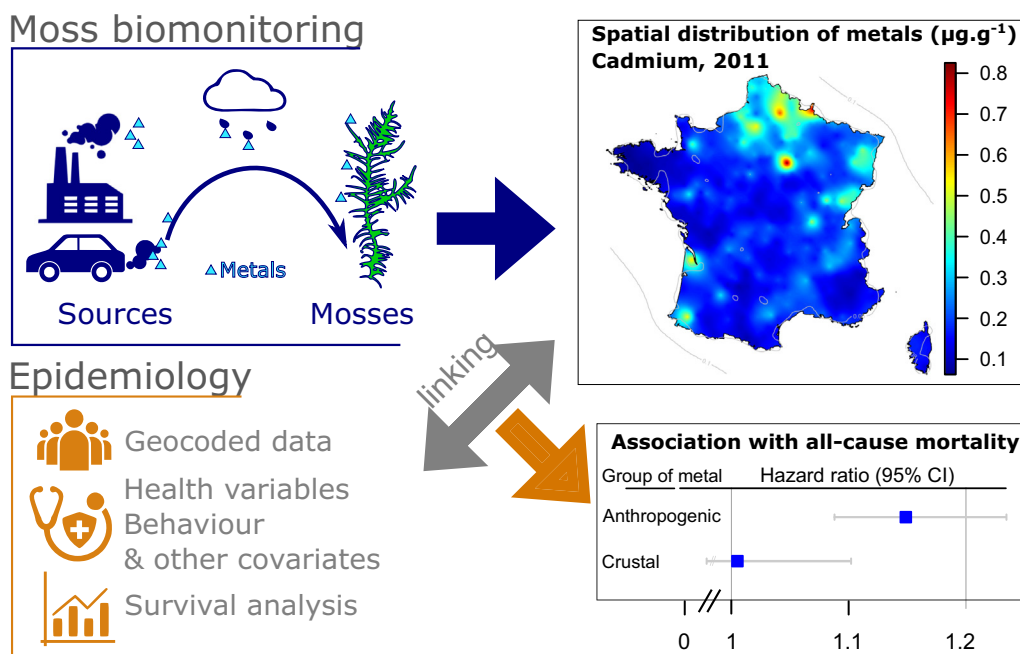 Moss biomonitoring
Metals
Sources
Mosses
Spatial distribution of metals (µg.g⁻¹)
Cadmium, 2011
0.8
0.7
0.6
0.5
0.4
0.3
0.2
0.1
linking
Epidemiology
Geocoded data
Health variables
Behaviour
& other covariates
Survival analysis
Association with all-cause mortality
Group of metal
Hazard ratio (95% CI)
Anthropogenic
Crustal
0 // 1 1.1 1.2